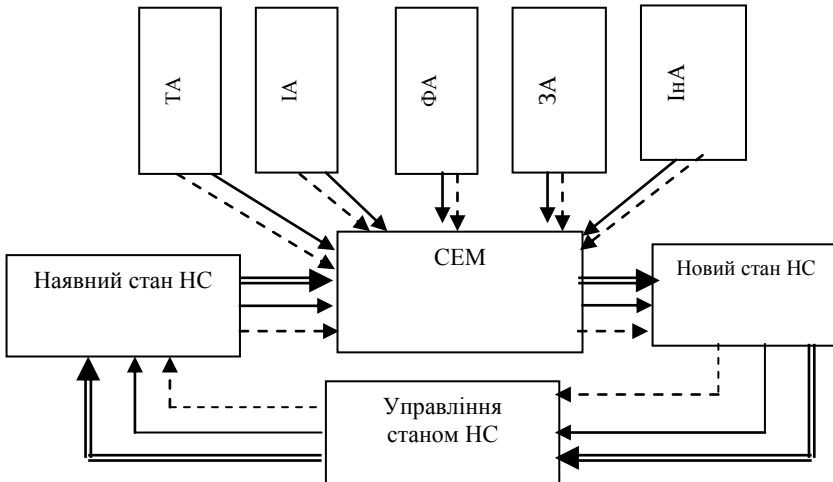 ТА
ІА
ФА
ЗА
ІнА
СЕМ
Наявний стан НС
Новий стан НС
Управління
станом НС